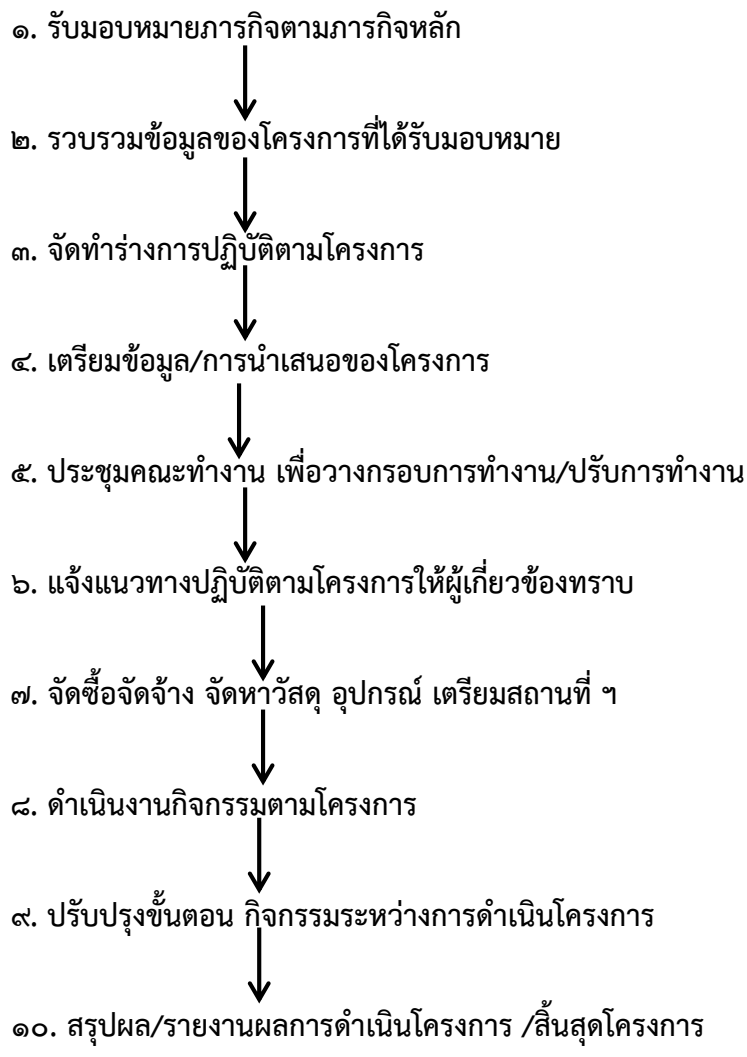 ๑. รับมอบหมายภารกิจตามภารกิจหลัก
๒. รวบรวมข้อมูลของโครงการที่ได้รับมอบหมาย
๓. จัดทำร่างการปฏิบัติตามโครงการ
๔. เตรียมข้อมูล/การนำเสนอของโครงการ
๕. ประชุมคณะทำงาน เพื่อวางกรอบการทำงาน/ปรับการทำงาน
๖. แจ้งแนวทางปฏิบัติตามโครงการให้ผู้เกี่ยวข้องทราบ
๗. จัดซื้อจัดจ้าง จัดหาวัสดุ อุปกรณ์ เตรียมสถานที่ ฯ
๘. ดำเนินงานกิจกรรมตามโครงการ
๙. ปรับปรุงขั้นตอน กิจกรรมระหว่างการดำเนินโครงการ
๑๐. สรุปผล/รายงานผลการดำเนินโครงการ /สิ้นสุดโครงการ